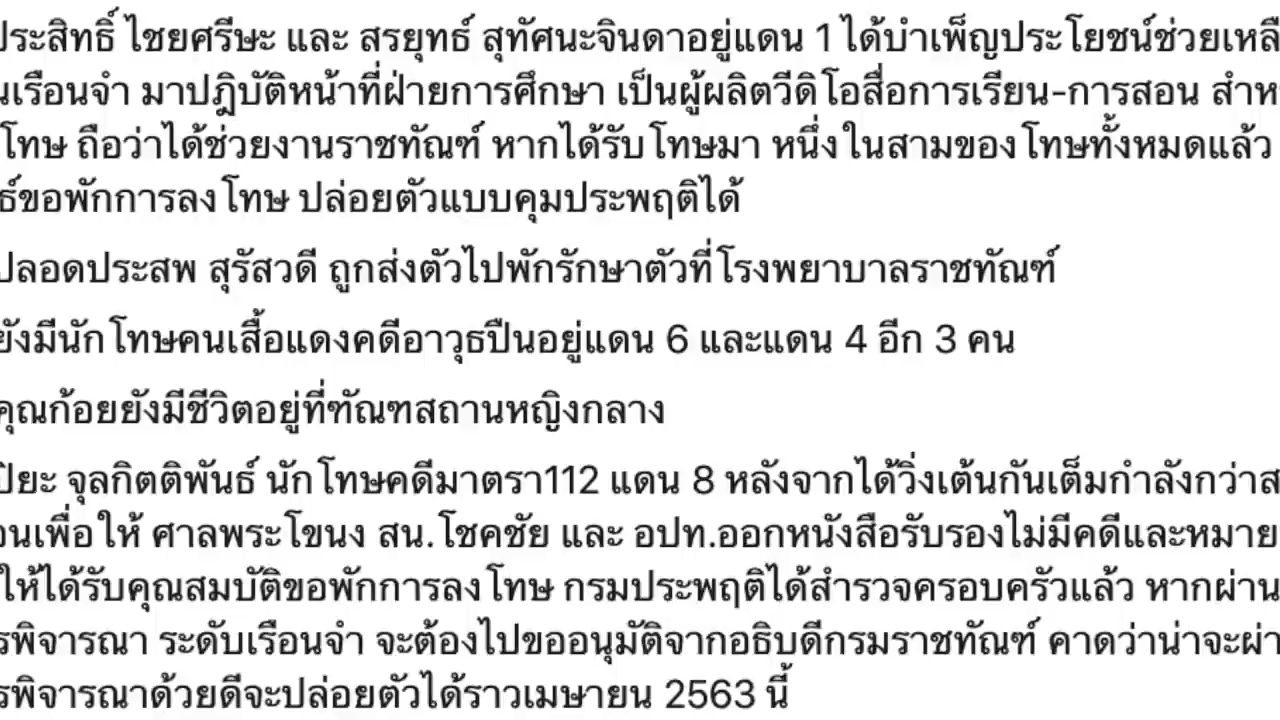 ประสิทธิ์ ไชยศรีษะ และ สรยุทธ์ สุทัศนะจินดาอยู่แดน 1 ได้บำเพ็ญประโยชน์ช่วยเหลื
นเรือนจำ มาปฏิบัติหน้าที่ฝ่ายการศึกษา เป็นผู้ผลิตวีดิโอสื่อการเรียน-การสอน สำห
โทษ ถือว่าได้ช่วยงานราชทัณฑ์ หากได้รับโทษมา หนึ่งในสามของโทษทั้งหมดแล้ว
ธ์ขอพักการลงโทษ ปล่อยตัวแบบคุมประพฤติได้
ปลอดประสพ สุรัสวดี ถูกส่งตัวไปพักรักษาตัวที่โรงพยาบาลราชทัณฑ์
ยังมีนักโทษคนเสื้อแดงคดีอาวุธปืนอยู่แดน 6 และแดน 4 อีก 3 คน
คุณก้อยยังมีชีวิตอยู่ที่ฑัณฑสถานหญิงกลาง
ปิยะ จุลกิตติพันธ์ นักโทษคดีมาตรา112 แดน 8 หลังจากได้วิ่งเต้นกันเต็มกำลังกว่าส
อนเพื่อให้ ศาลพระโขนง สน.โชคชัย และ อปท.ออกหนังสือรับรองไม่มีคดีและหมาย
ให้ได้รับคุณสมบัติขอพักการลงโทษ กรมประพฤติได้สำรวจครอบครัวแล้ว หากผ่าน
รพิจารณา ระดับเรือนจำ จะต้องไปขออนุมัติจากอธิบดีกรมราชทัณฑ์ คาดว่าน่าจะผ่า
รพิจารณาด้วยดีจะปล่อยตัวได้ราวเมษายน 2563 นี้